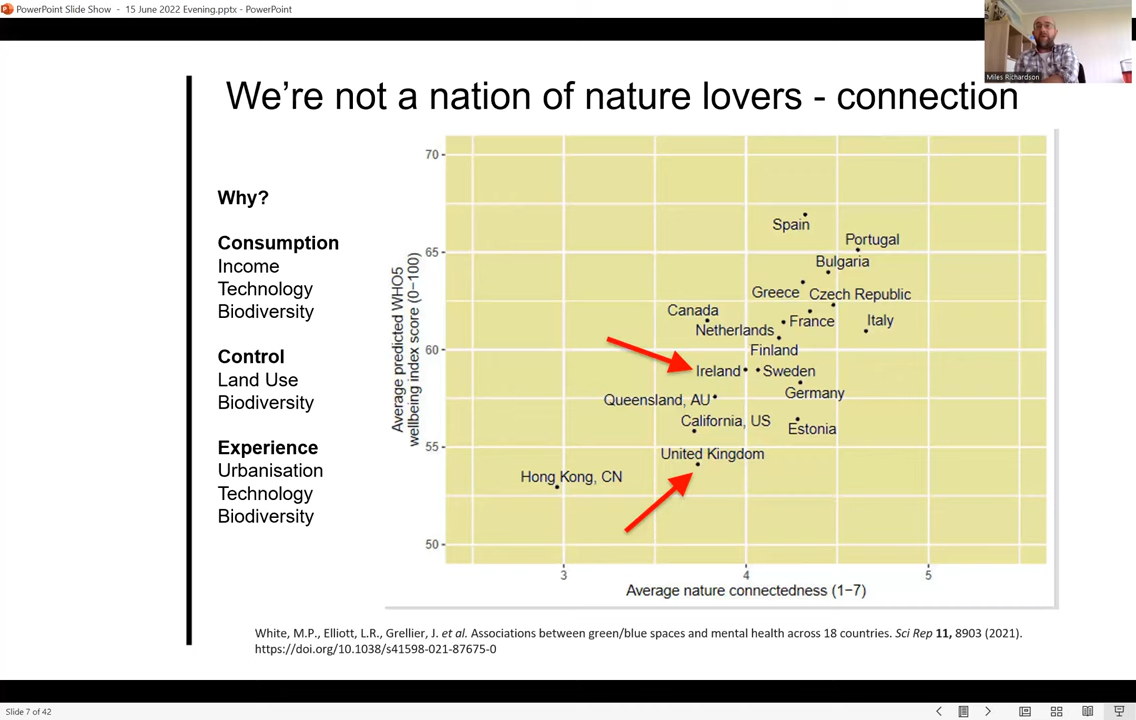 PowerPoint Slide Show - 15 June 2022 Evening.pptx - PowerPoint
Miles Richardson
We’re not a nation of nature lovers - connection
Why?
Consumption
Income
Technology
Biodiversity
Control
Land Use
Biodiversity
Experience
Urbanisation
Technology
Biodiversity
Average predicted WHO5
wellbeing index score (0−100)
70
65
60
55
50
Spain
Portugal
Bulgaria
Greece
Czech Republic
Canada
Netherlands
France
Italy
Finland
Ireland
Sweden
Germany
Queensland, AU
California, US
Estonia
United Kingdom
Hong Kong, CN
3
4
5
Average nature connectedness (1−7)
White, M.P., Elliott, L.R., Grellier, J. et al. Associations between green/blue spaces and mental health across 18 countries. Sci Rep 11, 8903 (2021).
https://doi.org/10.1038/s41598-021-87675-0
Slide 7 of 42